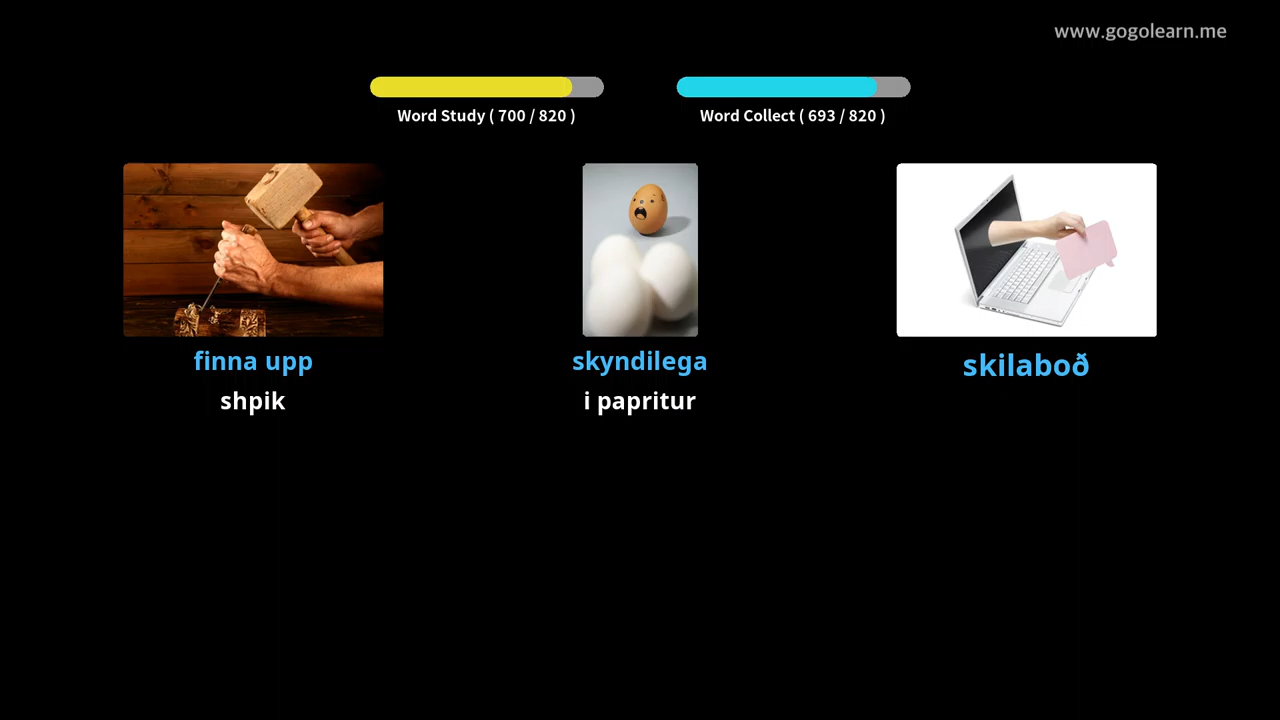 www.gogolearn.me
Word Study ( 700 / 820 )
Word Collect ( 693 / 820 )
finna upp
skyndilega
skilaboð
shpik
i papritur